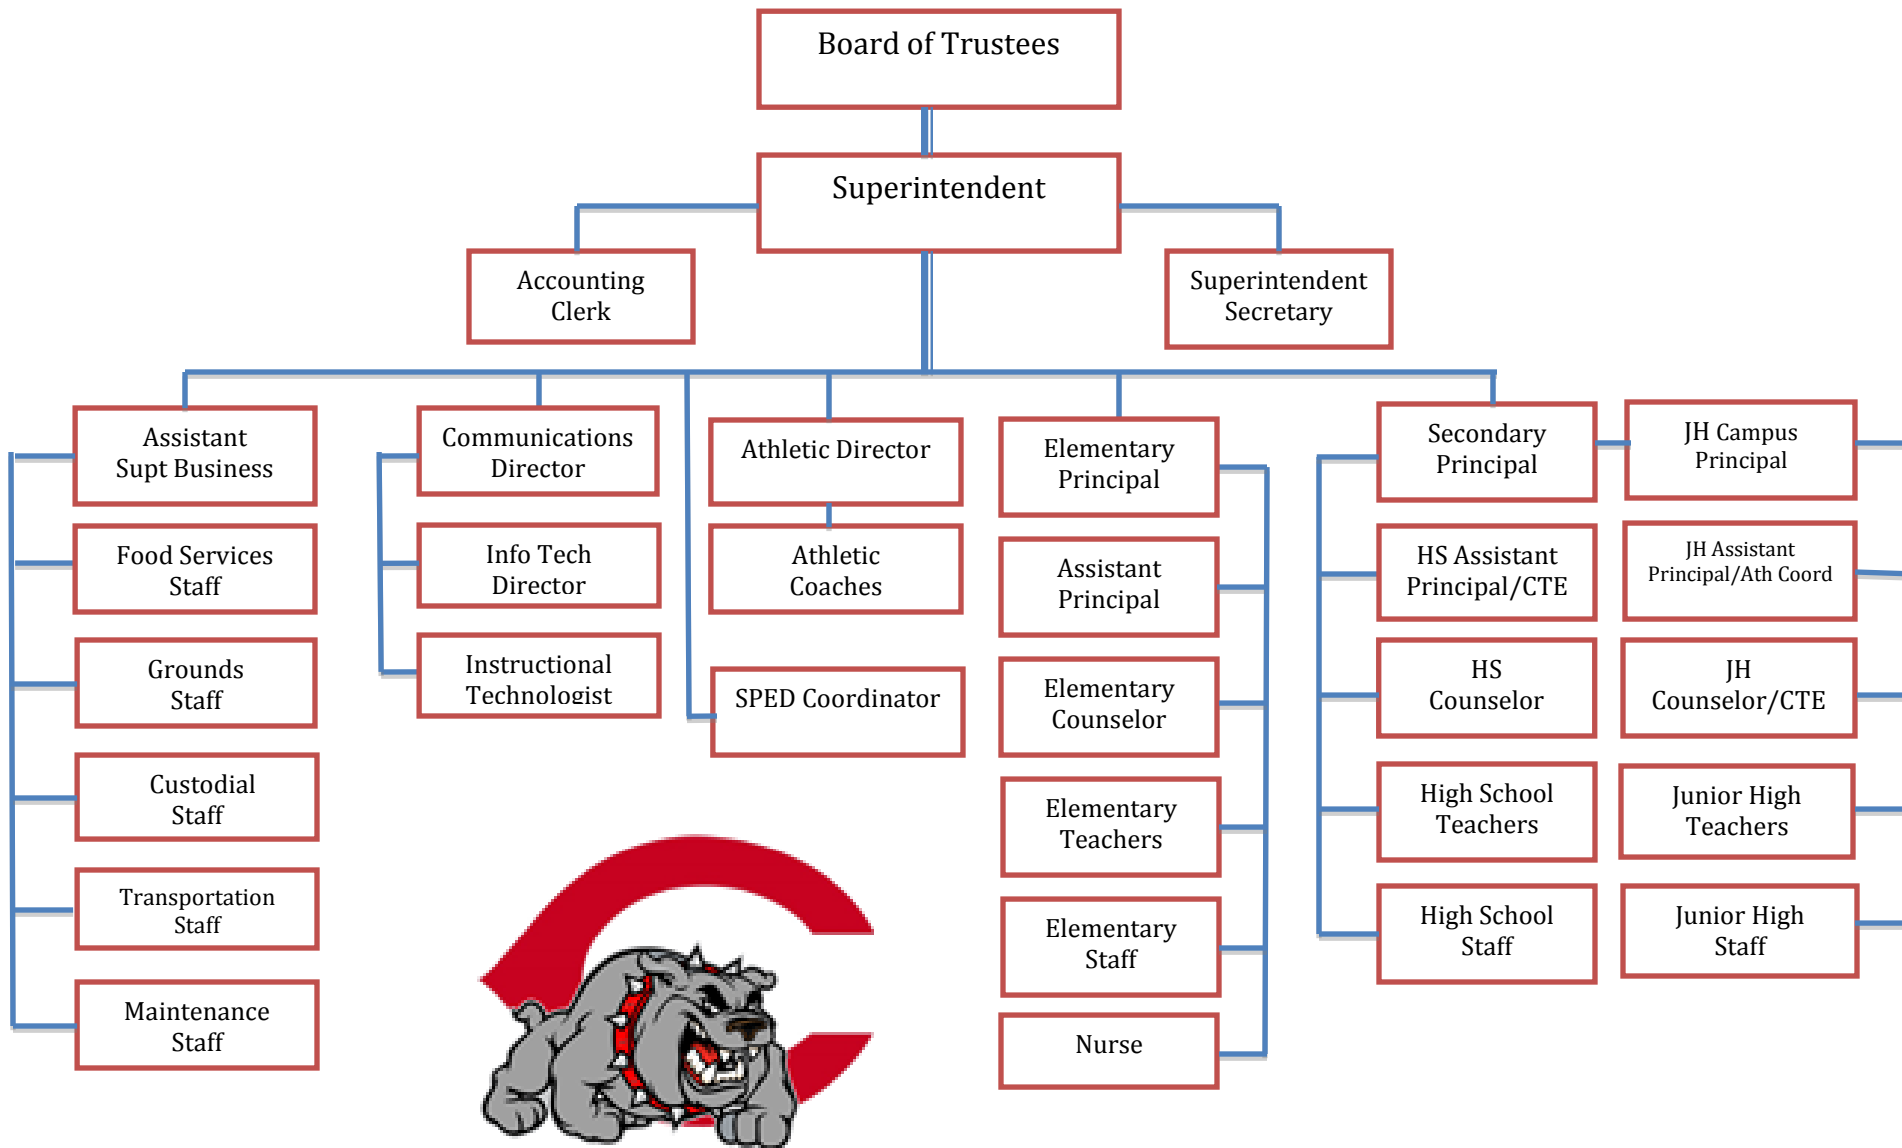 Board of Trustees
Superintendent
Accounting
Clerk
Superintendent
Secretary
Assistant
Supt Business
Food Services
Staff
Grounds
Staff
Custodial
Staff
Transportation
Staff
Maintenance
Staff
Communications
Director
Info Tech
Director
Instructional
Technologist
Athletic Director
Athletic
Coaches
SPED Coordinator
Elementary
Principal
Assistant
Principal
Elementary
Counselor
Elementary
Teachers
Elementary
Staff
Nurse
Secondary
Principal
HS Assistant
Principal/CTE
HS
Counselor
High School
Teachers
High School
Staff
JH Campus
Principal
JH Assistant
Principal/Ath Coord
JH
Counselor/CTE
Junior High
Teachers
Junior High
Staff
C